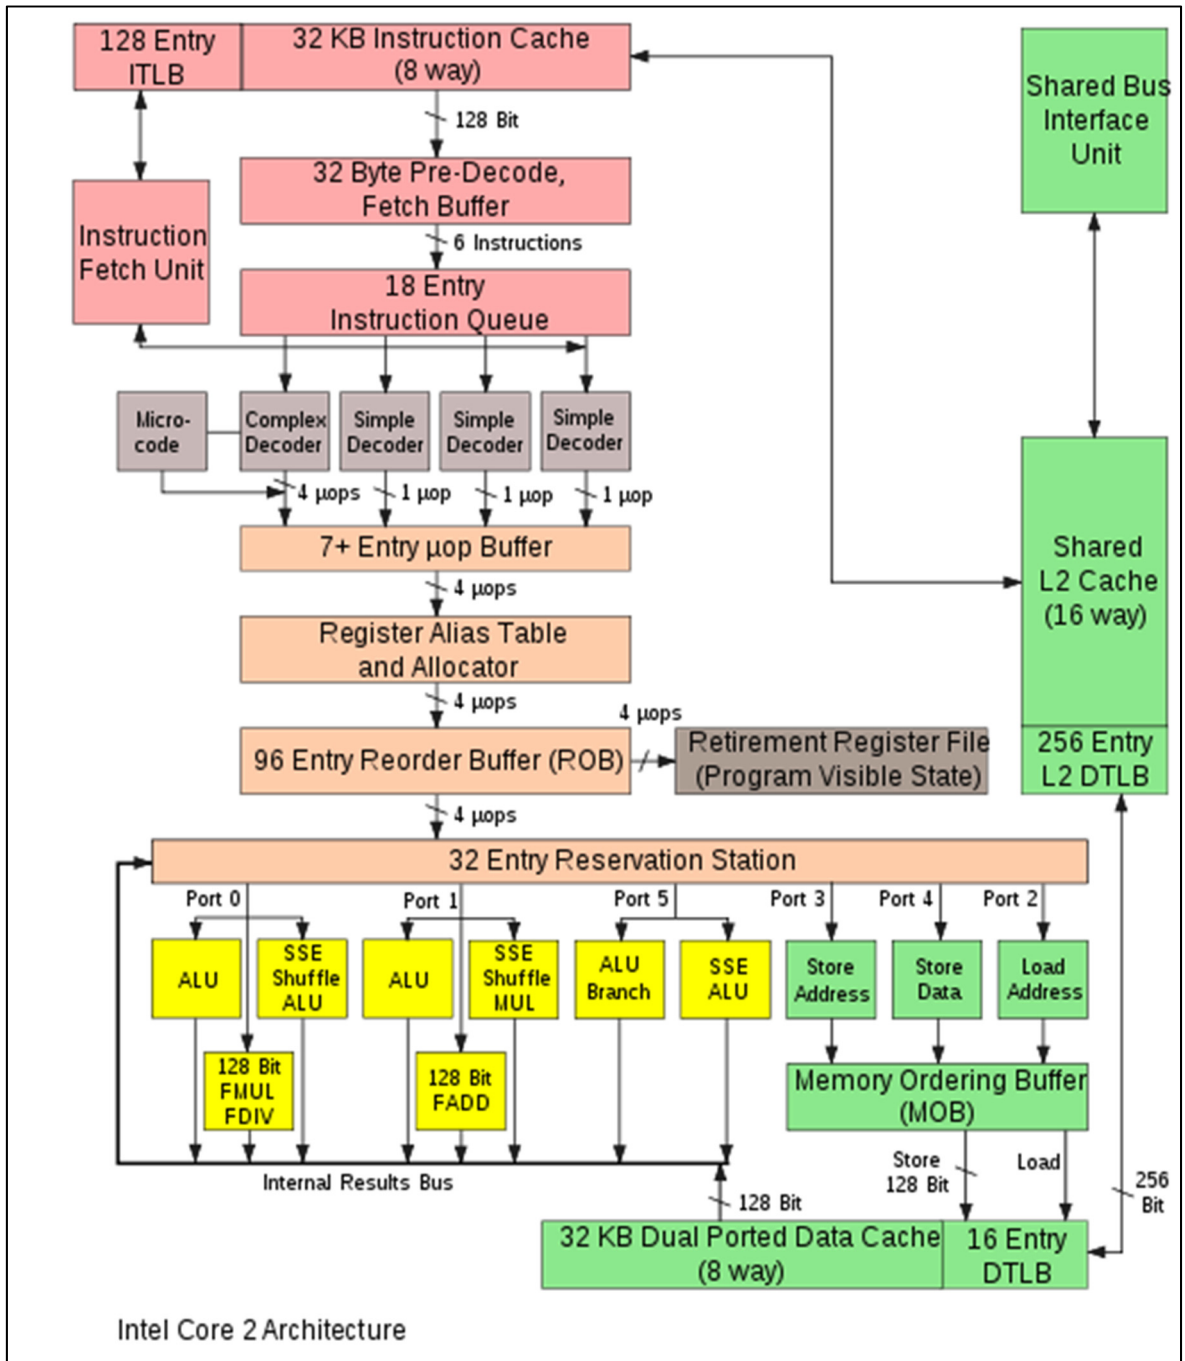 128 Entry
ITLB
32 KB Instruction Cache
(8 way)
128 Bit
32 Byte Pre-Decode,
Fetch Buffer
6 Instructions
Instruction
Fetch Unit
18 Entry
Instruction Queue
Micro-
code
Complex
Decoder
Simple
Decoder
Simple
Decoder
Simple
Decoder
4 µops
1 µop
1 µop
1 µop
7+ Entry µop Buffer
4 µops
Register Alias Table
and Allocator
4 µops
96 Entry Reorder Buffer (ROB)
4 µops
Retirement Register File
(Program Visible State)
4 µops
Shared Bus
Interface
Unit
Shared
L2 Cache
(16 way)
256 Entry
L2 DTLB
32 Entry Reservation Station
Port 0
Port 1
Port 5
Port 3
Port 4
Port 2
ALU
SSE
Shuffle
ALU
ALU
SSE
Shuffle
MUL
ALU
Branch
SSE
ALU
Store
Address
Store
Data
Load
Address
128 Bit
FMUL
FDIV
128 Bit
FADD
Memory Ordering Buffer
(MOB)
Internal Results Bus
Store
128 Bit
Load
256
Bit
128 Bit
32 KB Dual Ported Data Cache
(8 way)
16 Entry
DTLB
Intel Core 2 Architecture